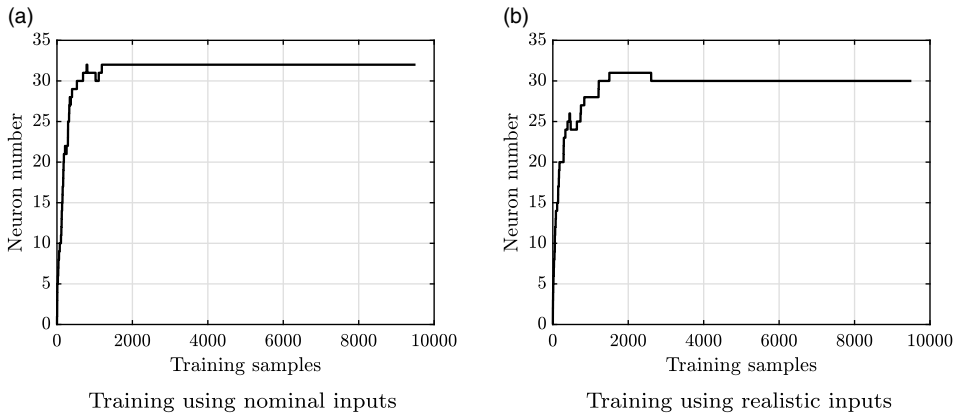 (a)
35
30
25
20
15
10
5
0
Neuron number
0 2000 4000 6000 8000 10000
Training samples
Training using nominal inputs
(b)
35
30
25
20
15
10
5
0
Neuron number
0 2000 4000 6000 8000 10000
Training samples
Training using realistic inputs